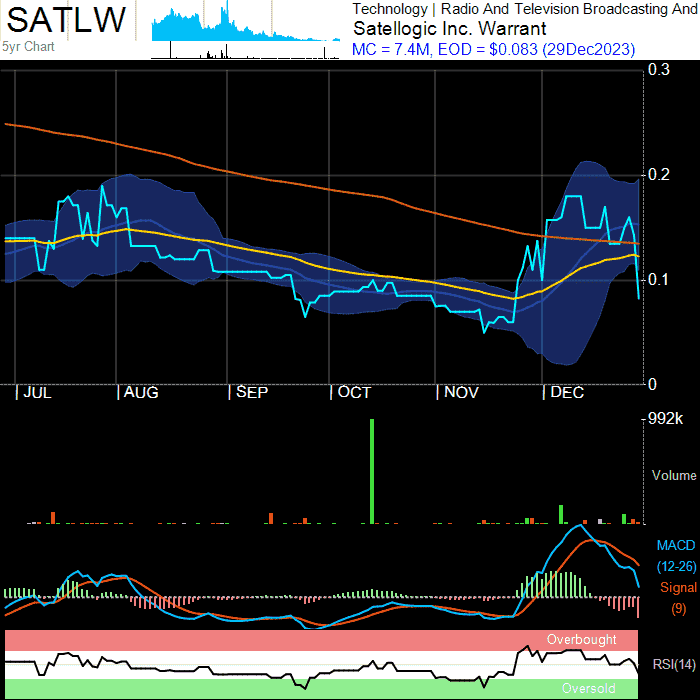 SATLW
5yr Chart
Technology | Radio And Television Broadcasting And
Satellogic Inc. Warrant
MC = 7.4M, EOD = $0.083 (29Dec2023)
0.3
0.2
0.1
0
JUL AUG SEP OCT NOV DEC
992k
Volume
MACD
(12-26)
Signal
(9)
Overbought
RSI(14)
Oversold